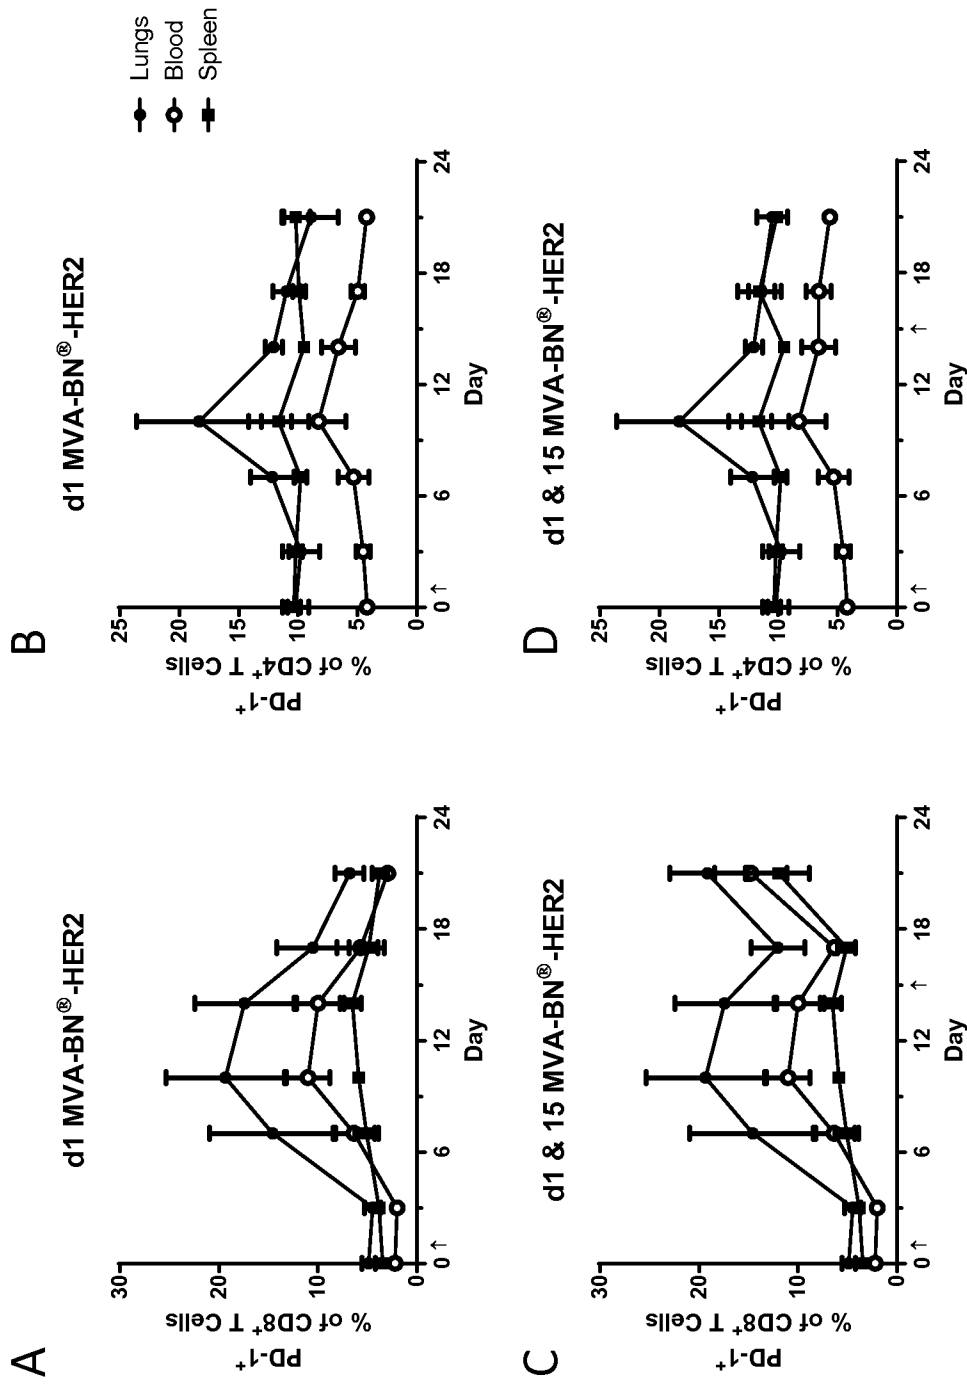 A
d1 MVA-BN®-HER2
PD-1⁺
% of CD8⁺ T Cells
30
20
10
0
0 ↑ 6 12 18 24
Day
B
d1 MVA-BN®-HER2
PD-1⁺
% of CD4⁺ T Cells
25
20
15
10
5
0
0 ↑ 6 12 18 24
Day
Lungs
Blood
Spleen
C
d1 & 15 MVA-BN®-HER2
PD-1⁺
% of CD8⁺ T Cells
30
20
10
0
0 ↑ 6 12 ↑ 18 24
Day
D
d1 & 15 MVA-BN®-HER2
PD-1⁺
% of CD4⁺ T Cells
25
20
15
10
5
0
0 ↑ 6 12 ↑ 18 24
Day